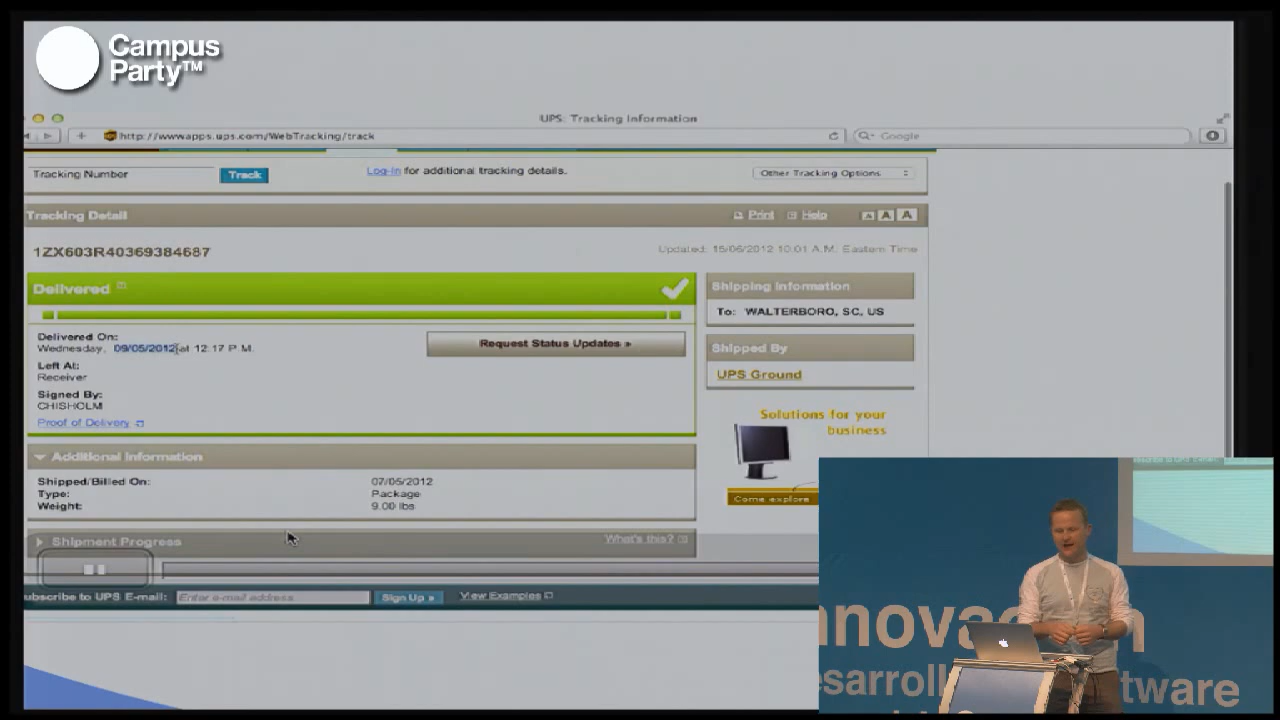 Campus
Party™
UPS: Tracking Information
http://wwwapps.ups.com/WebTracking/track
Google
Tracking Number
Track
Log-In for additional tracking details.
Other Tracking Options
Tracking Detail
Print
Help
A A A
1ZX603R40369384687
Updated: 15/06/2012 10:01 A.M. Eastern Time
Delivered
Shipping Information
To: WALTERBORO, SC, US
Delivered On:
Wednesday, 09/05/2012 at 12:17 P.M.
Request Status Updates »
Left At:
Receiver
Shipped By
UPS Ground
Signed By:
CHISHOLM
Proof of Delivery
Solutions for your
business
Come explore
Additional Information
Shipped/Billed On: 07/05/2012
Type: Package
Weight: 9.00 lbs
Shipment Progress
What's this?
ubscribe to UPS E-mail:
Enter e-mail address
Sign Up »
View Examples
nnova
n
esarroll
tware